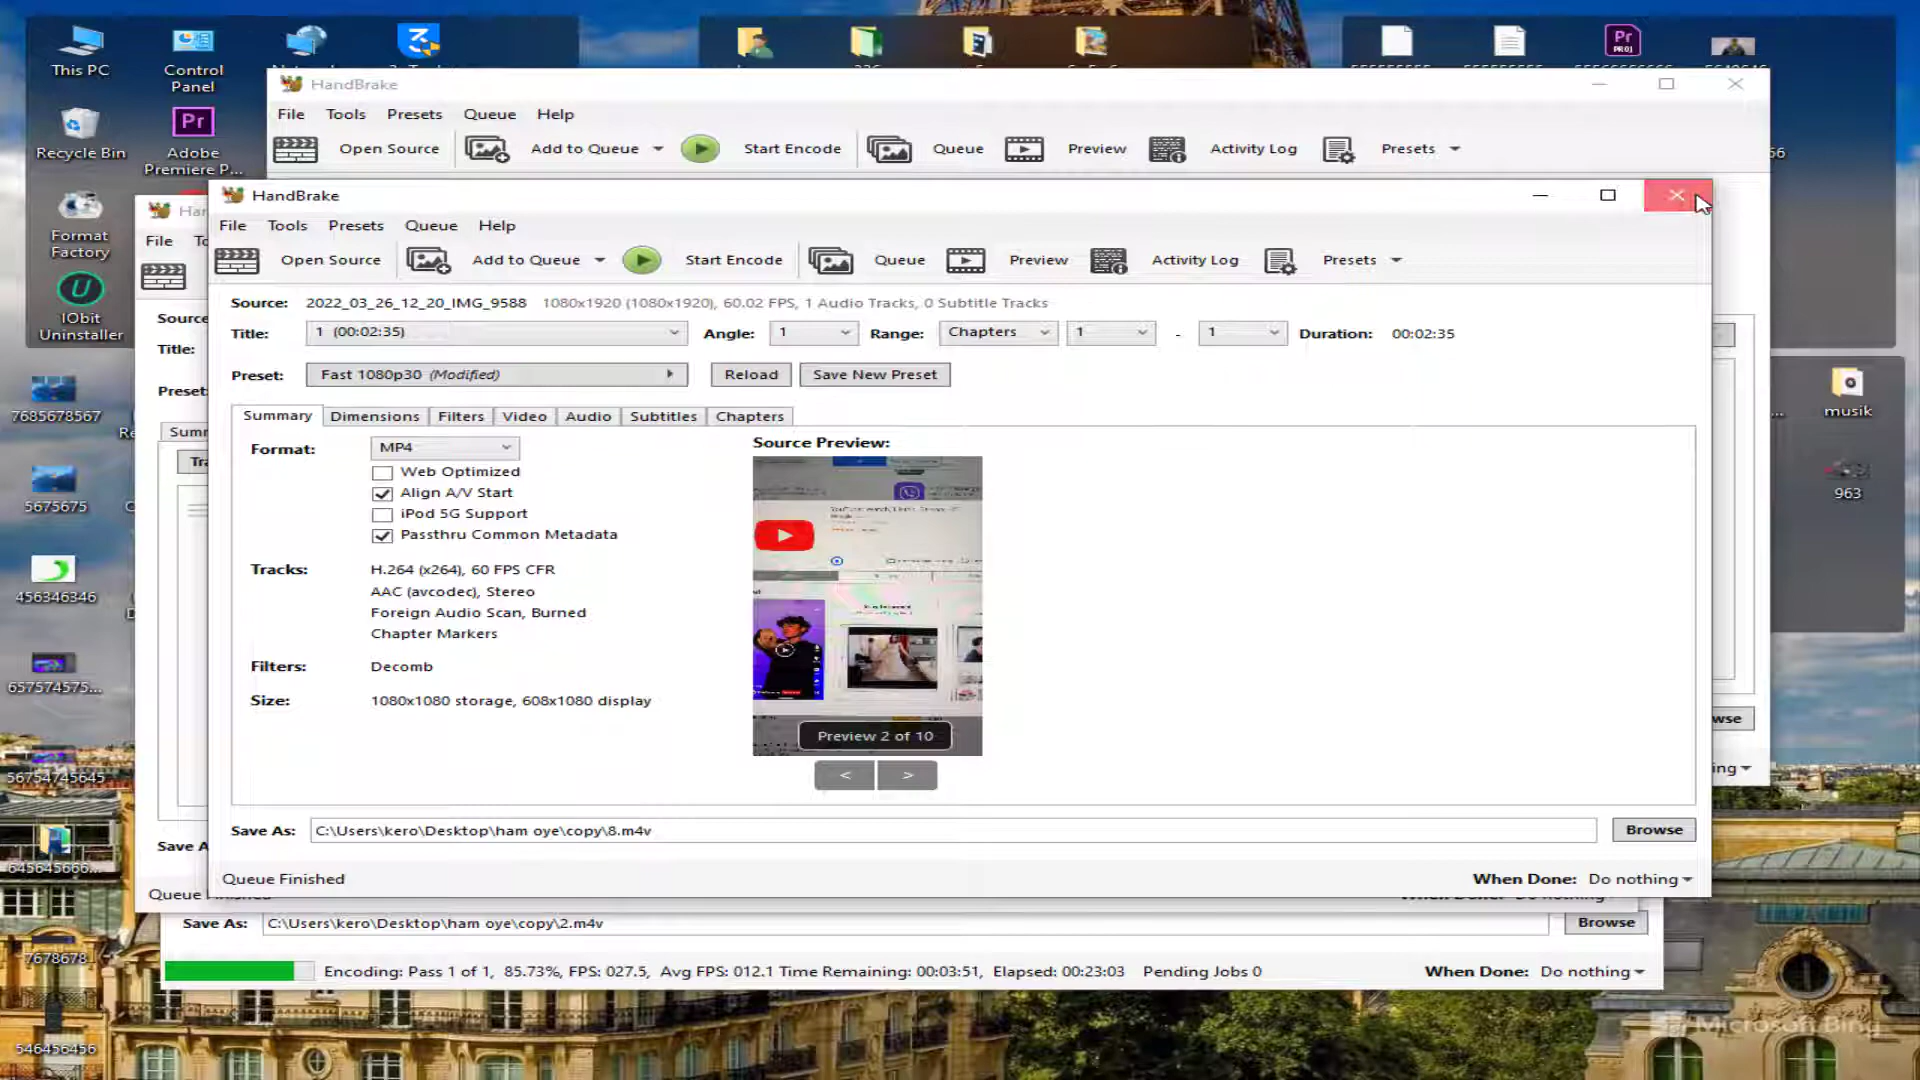 This PC
Control Panel
Recycle Bin
Adobe Premiere P...
Format Factory
IObit Uninstaller
7685678567
5675675
456346346
657574575...
56754745645
645645666...
7678678
546456456
Pr
Pr
PROJ
musik
963
66
HandBrake
File Tools Presets Queue Help
Open Source Add to Queue Start Encode Queue Preview Activity Log Presets
File
Source
Title:
Preset:
Save A
HandBrake
File Tools Presets Queue Help
Open Source Add to Queue Start Encode Queue Preview Activity Log Presets
Source: 2022_03_26_12_20_IMG_9588 1080x1920 (1080x1920), 60.02 FPS, 1 Audio Tracks, 0 Subtitle Tracks
Title: 1 (00:02:35) Angle: 1 Range: Chapters 1 - 1 Duration: 00:02:35
Preset: Fast 1080p30 (Modified) Reload Save New Preset
Summary Dimensions Filters Video Audio Subtitles Chapters
Format: MP4
Web Optimized
Align A/V Start
iPod 5G Support
Passthru Common Metadata
Tracks: H.264 (x264), 60 FPS CFR
AAC (avcodec), Stereo
Foreign Audio Scan, Burned
Chapter Markers
Filters: Decomb
Size: 1080x1080 storage, 608x1080 display
Source Preview:
Preview 2 of 10
< >
Save As: C:\Users\kero\Desktop\ham oye\copy\8.m4v Browse
Queue Finished When Done: Do nothing
Save As: C:\Users\kero\Desktop\ham oye\copy\2.m4v Browse
Encoding: Pass 1 of 1, 85.73%, FPS: 027.5, Avg FPS: 012.1 Time Remaining: 00:03:51, Elapsed: 00:23:03 Pending Jobs 0 When Done: Do nothing
Microsoft Bing